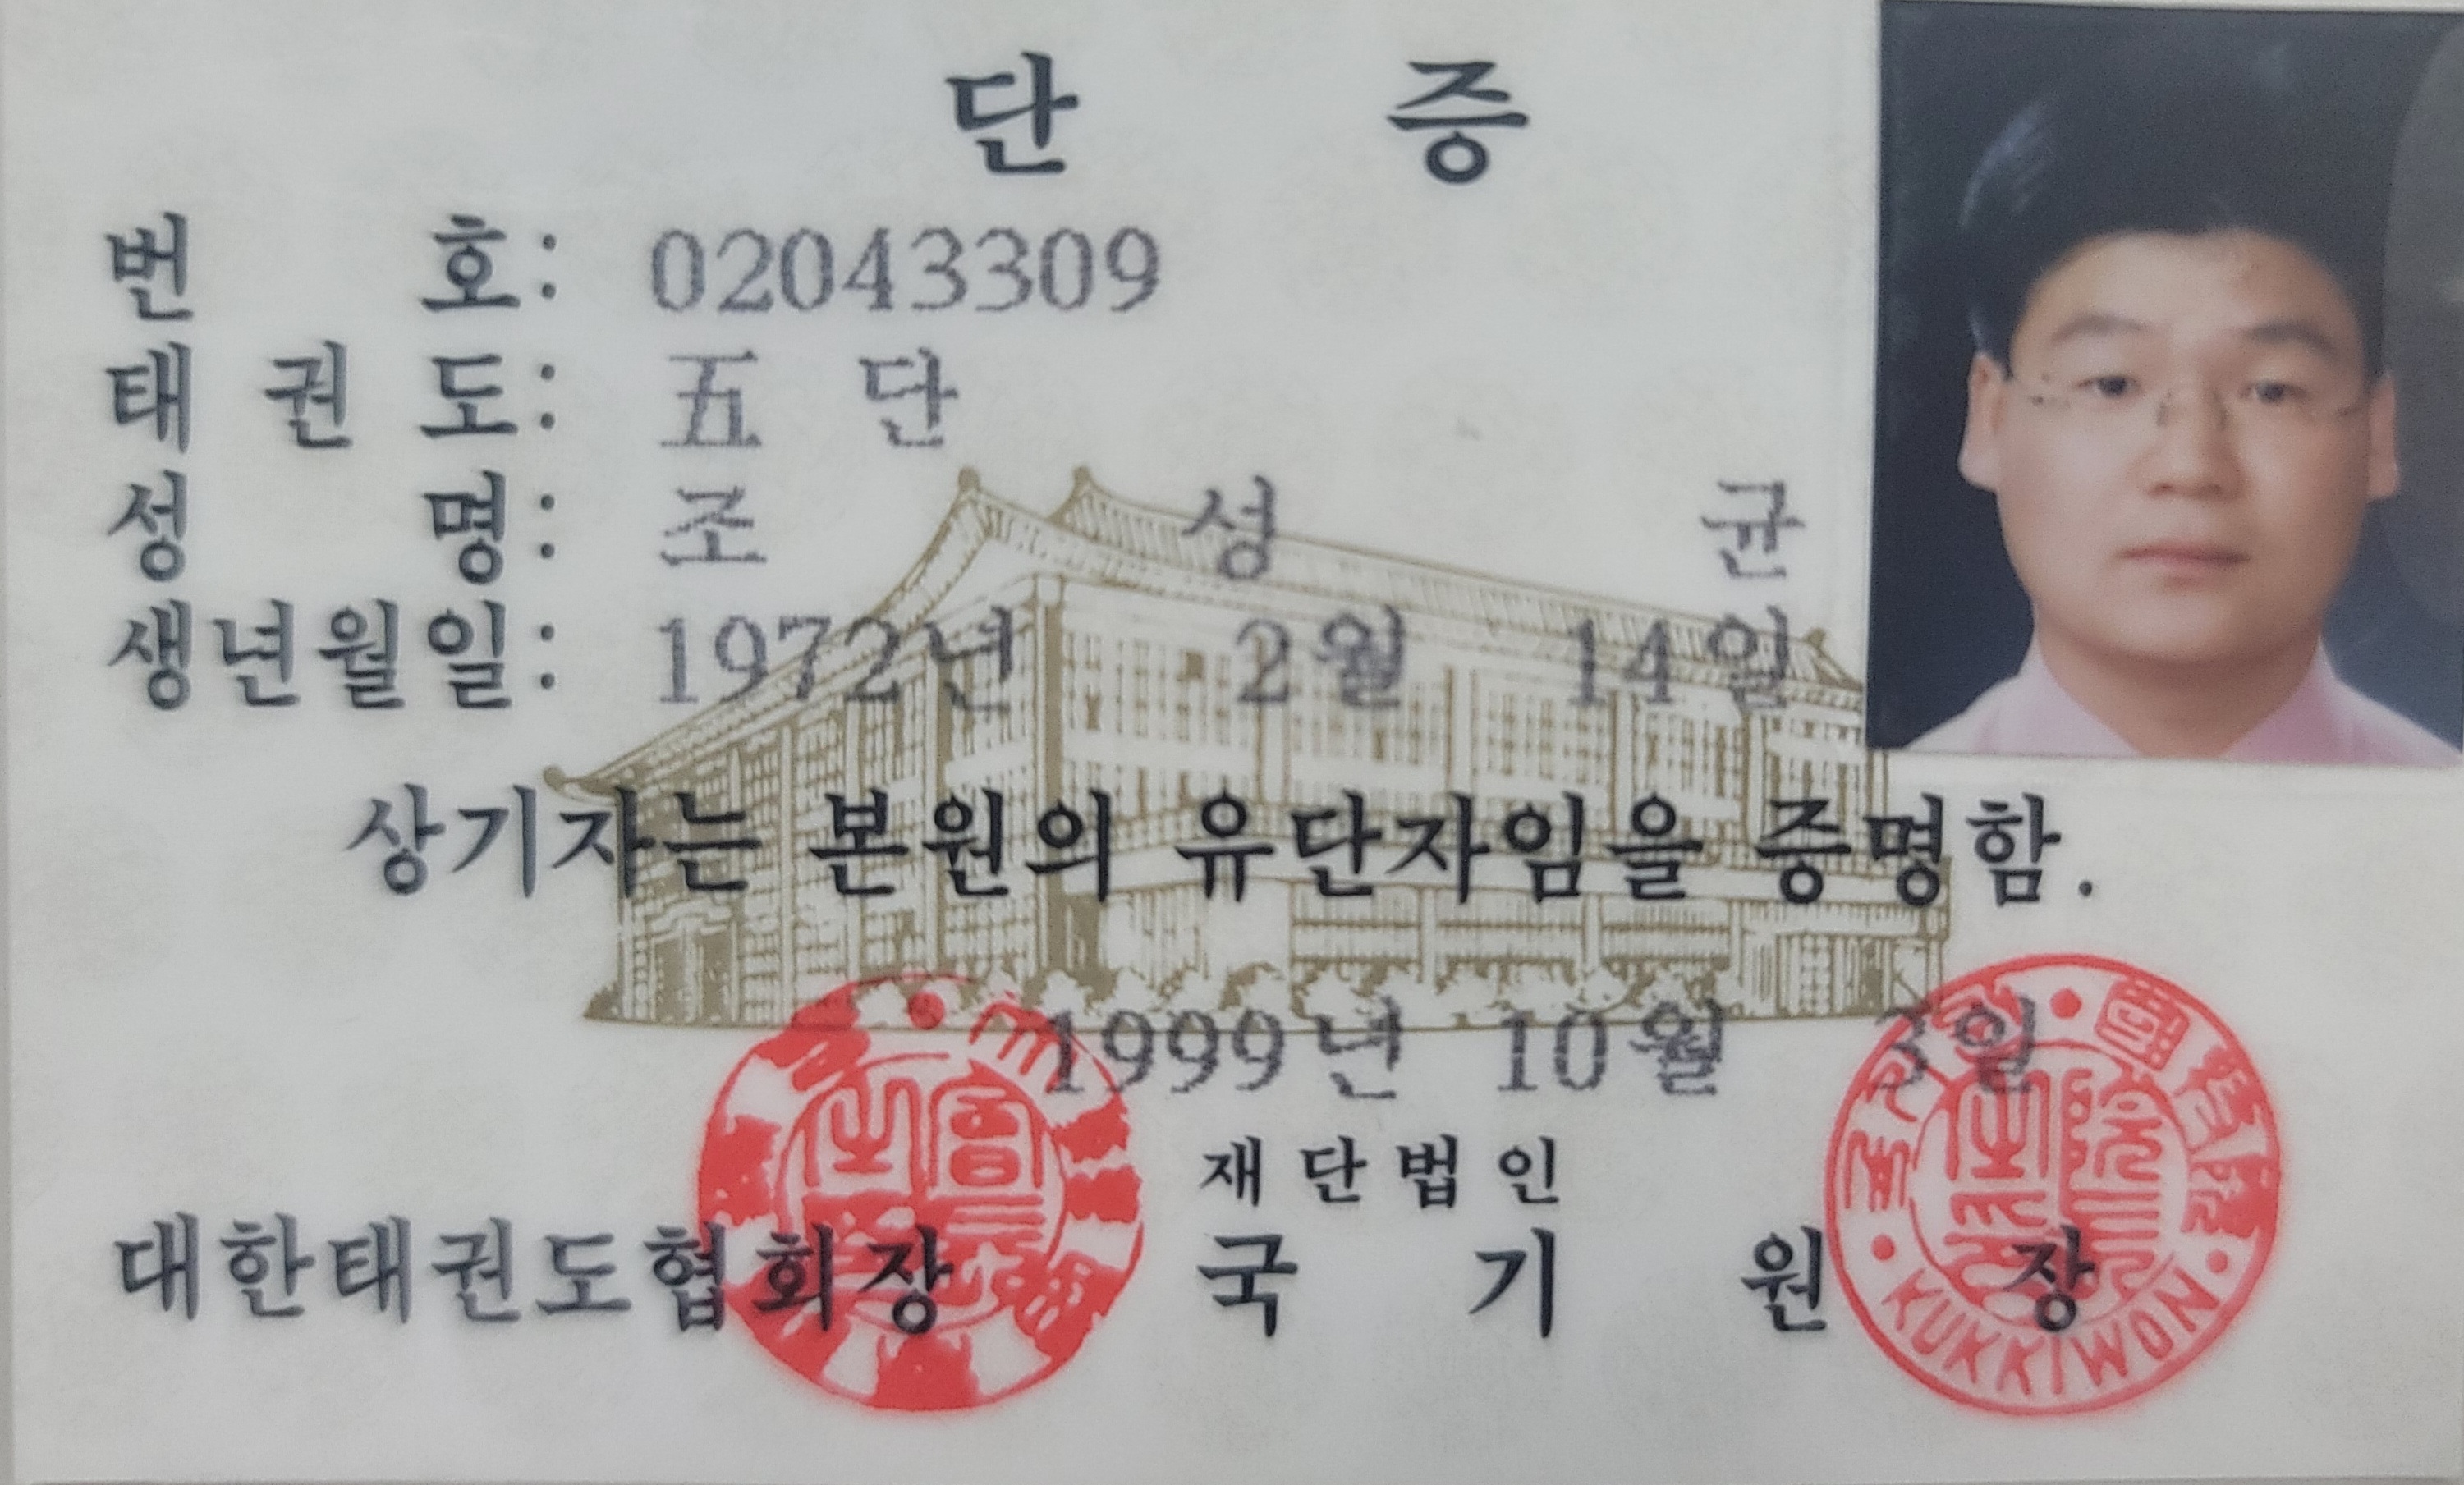 단 증
번 호: 02043309
태 권 도: 五 단
성 명: 조 성 균
생년월일: 1972년 2월 14일
상기자는 본원의 유단자임을 증명함.
1999년 10월 3일
재단법인
대한태권도협회장 국 기 원 장
KUKKIWON